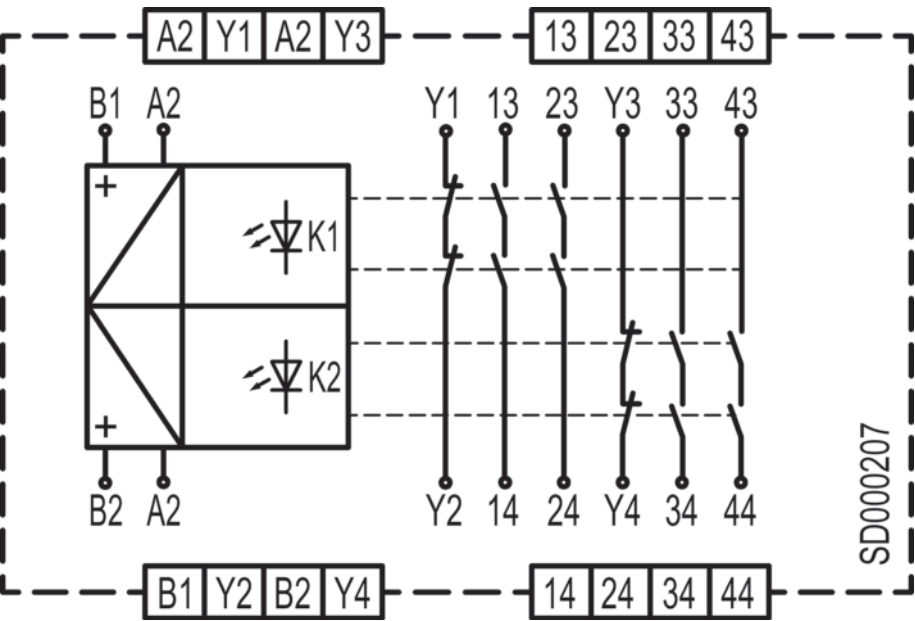 A2 Y1 A2 Y3 13 23 33 43
B1 A2 Y1 13 23 Y3 33 43
+
K1
K2
+
B2 A2 Y2 14 24 Y4 34 44
SD000207
B1 Y2 B2 Y4 14 24 34 44